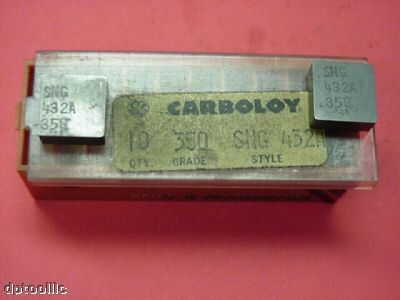 SNG
432A
350
SNG
432A
350
CARBOLOY
10 350 SNG 432A
QTY. GRADE STYLE
dptoolllc